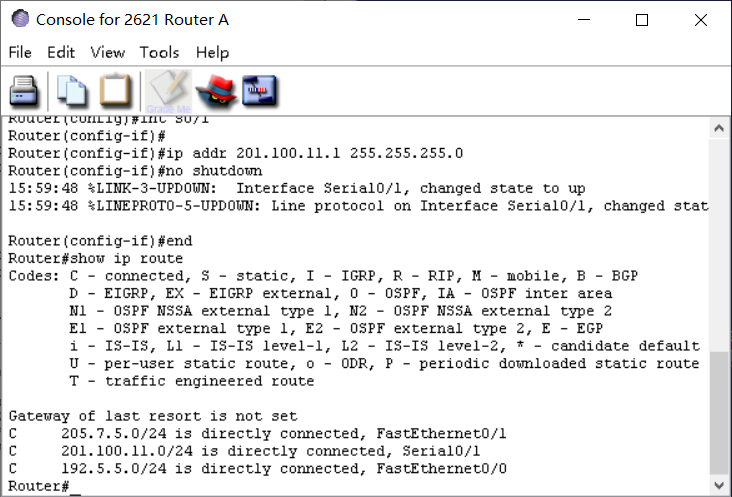 Console for 2621 Router A
File Edit View Tools Help
Grade Me
Router(config)#int s0/1
Router(config-if)#
Router(config-if)#ip addr 201.100.11.1 255.255.255.0
Router(config-if)#no shutdown
15:59:48 %LINK-3-UPDOWN:  Interface Serial0/1, changed state to up
15:59:48 %LINEPROTO-5-UPDOWN: Line protocol on Interface Serial0/1, changed stat
Router(config-if)#end
Router#show ip route
Codes: C - connected, S - static, I - IGRP, R - RIP, M - mobile, B - BGP
D - EIGRP, EX - EIGRP external, O - OSPF, IA - OSPF inter area
N1 - OSPF NSSA external type 1, N2 - OSPF NSSA external type 2
E1 - OSPF external type 1, E2 - OSPF external type 2, E - EGP
i - IS-IS, L1 - IS-IS level-1, L2 - IS-IS level-2, * - candidate default
U - per-user static route, o - ODR, P - periodic downloaded static route
T - traffic engineered route
Gateway of last resort is not set
C     205.7.5.0/24 is directly connected, FastEthernet0/1
C     201.100.11.0/24 is directly connected, Serial0/1
C     192.5.5.0/24 is directly connected, FastEthernet0/0
Router#_